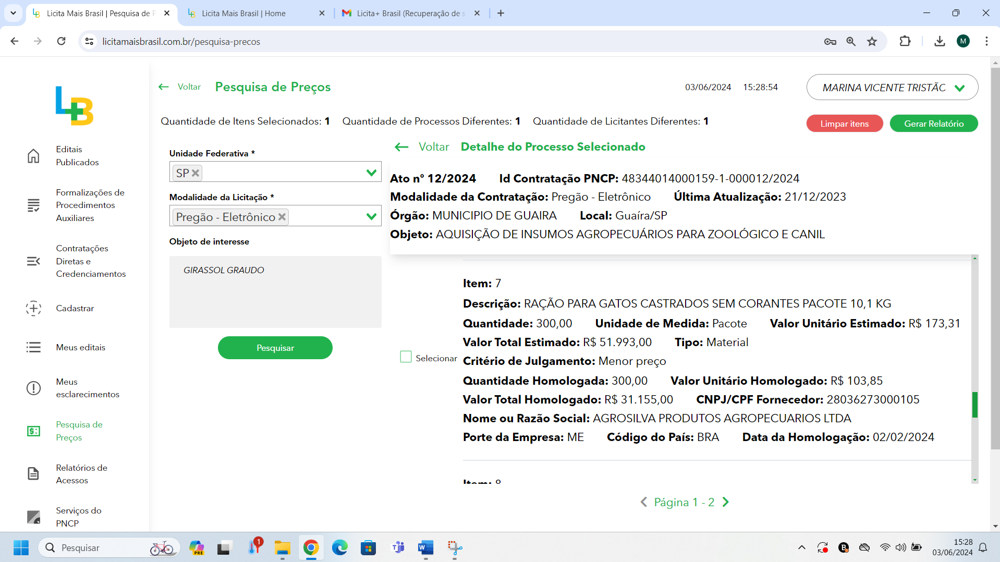 Licita Mais Brasil | Pesquisa de P
Licita Mais Brasil | Home
Licita+ Brasil (Recuperação de s
licitamaisbrasil.com.br/pesquisa-precos
M
LB
Voltar
Pesquisa de Preços
03/06/2024 15:28:54
MARINA VICENTE TRISTÃO
Quantidade de Itens Selecionados: 1 Quantidade de Processos Diferentes: 1 Quantidade de Licitantes Diferentes: 1
Limpar itens
Gerar Relatório
Editais
Publicados
Formalizações de
Procedimentos
Auxiliares
Contratações
Diretas e
Credenciamentos
Cadastrar
Meus editais
Meus
esclarecimentos
Pesquisa de
Preços
Relatórios de
Acessos
Serviços do
PNCP
Unidade Federativa *
SP
Modalidade da Licitação *
Pregão - Eletrônico
Objeto de interesse
GIRASSOL GRAUDO
Pesquisar
Voltar Detalhe do Processo Selecionado
Ato n° 12/2024 Id Contratação PNCP: 48344014000159-1-000012/2024
Modalidade da Contratação: Pregão - Eletrônico Última Atualização: 21/12/2023
Órgão: MUNICIPIO DE GUAIRA Local: Guaíra/SP
Objeto: AQUISIÇÃO DE INSUMOS AGROPECUÁRIOS PARA ZOOLÓGICO E CANIL
Selecionar
Item: 7
Descrição: RAÇÃO PARA GATOS CASTRADOS SEM CORANTES PACOTE 10,1 KG
Quantidade: 300,00 Unidade de Medida: Pacote Valor Unitário Estimado: R$ 173,31
Valor Total Estimado: R$ 51.993,00 Tipo: Material
Critério de Julgamento: Menor preço
Quantidade Homologada: 300,00 Valor Unitário Homologado: R$ 103,85
Valor Total Homologado: R$ 31.155,00 CNPJ/CPF Fornecedor: 28036273000105
Nome ou Razão Social: AGROSILVA PRODUTOS AGROPECUARIOS LTDA
Porte da Empresa: ME Código do País: BRA Data da Homologação: 02/02/2024
Item: 8
Página 1 - 2
Pesquisar
PRE
1
15:28
03/06/2024